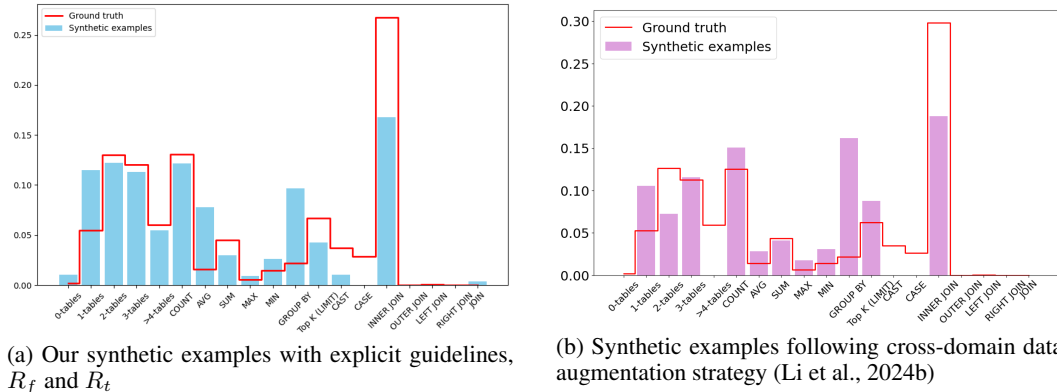 Ground truth
Synthetic examples
0.25
0.20
0.15
0.10
0.05
0.00
0-tables
1-tables
2-tables
3-tables
>4-tables
COUNT
AVG
SUM
MAX
MIN
GROUP BY
Top K (LIMIT)
CAST
CASE
INNER JOIN
OUTER JOIN
LEFT JOIN
RIGHT JOIN
JOIN
(a) Our synthetic examples with explicit guidelines,
R_f and R_t
Ground truth
Synthetic examples
0.30
0.25
0.20
0.15
0.10
0.05
0.00
0-tables
1-tables
2-tables
3-tables
>4-tables
COUNT
AVG
SUM
MAX
MIN
GROUP BY
Top K (LIMIT)
CAST
CASE
INNER JOIN
OUTER JOIN
LEFT JOIN
RIGHT JOIN
JOIN
(b) Synthetic examples following cross-domain data
augmentation strategy (Li et al., 2024b)